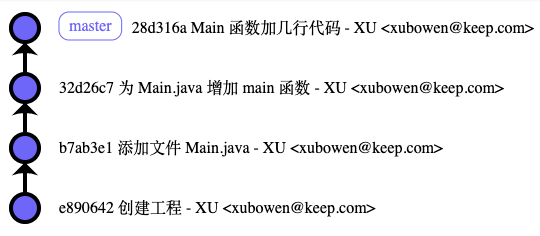 master 28d316a Main 函数加几行代码 - XU <xubowen@keep.com>
32d26c7 为 Main.java 增加 main 函数 - XU <xubowen@keep.com>
b7ab3e1 添加文件 Main.java - XU <xubowen@keep.com>
e890642 创建工程 - XU <xubowen@keep.com>